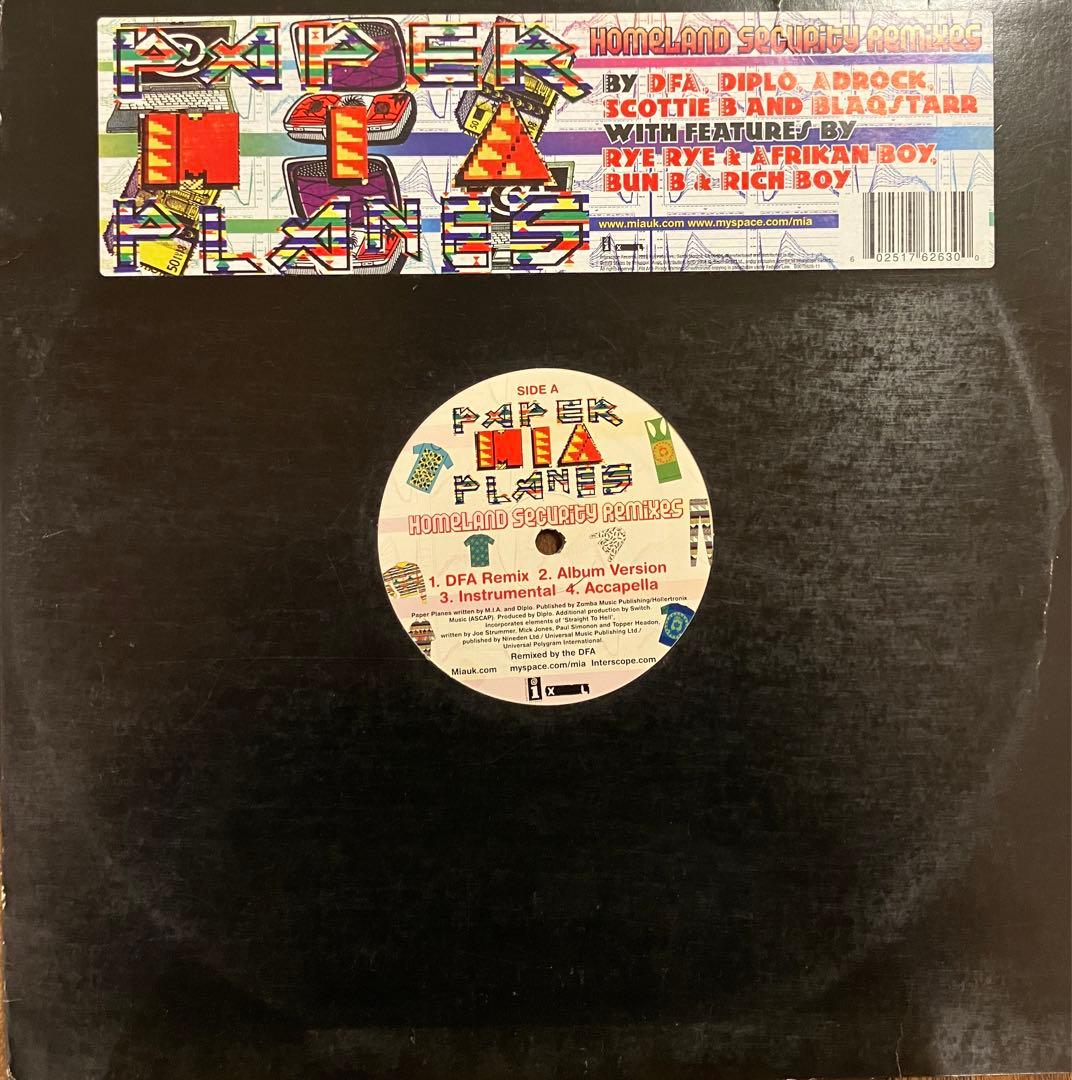 PAPER
MIA
PLANES
HOMELAND SECURITY REMIXES
BY DFA, DIPLO, ADROCK,
SCOTTIE B AND BLAQSTARR
WITH FEATURES BY
RYE RYE & AFRIKAN BOY,
BUN B & RICH BOY
www.miauk.com www.myspace.com/mia
6 02517 62630 0
SIDE A
PAPER
MIA
PLANES
HOMELAND SECURITY REMIXES
1. DFA Remix 2. Album Version
3. Instrumental 4. Accapella
Paper Planes written by M.I.A. and Diplo. Published by Zomba Music Publishing/Hollertronix
Music (ASCAP). Produced by Diplo. Additional production by Switch.
Incorporates elements of 'Straight To Hell',
written by Joe Strummer, Mick Jones, Paul Simonon and Topper Headon,
published by Nineden Ltd./ Universal Music Publishing Ltd./
Universal Polygram International.
Remixed by the DFA
Miauk.com myspace.com/mia Interscope.com
i x L